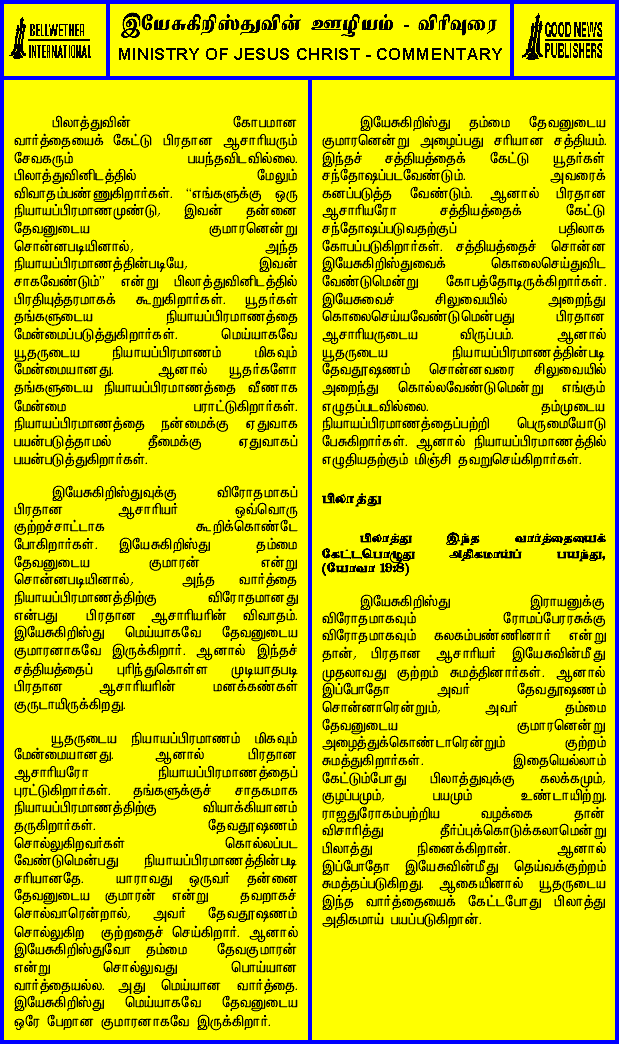 இயேசுகிறிஸ்துவின் ஊழியம் - விரிவுரை
BELLWETHER
INTERNATIONAL
MINISTRY OF JESUS CHRIST - COMMENTARY
GOOD NEWS
PUBLISHERS
பிலாத்துவின் கோபமான
வார்த்தையைக் கேட்டு பிரதான ஆசாரியரும்
சேவகரும் பயந்தவிடவில்லை.
பிலாத்துவினிடத்தில் மேலும்
விவாதம்பண்ணுகிறார்கள். “எங்களுக்கு ஒரு
நியாயப்பிரமாணமுண்டு, இவன் தன்னை
தேவனுடைய குமாரனென்று
சொன்னபடியினால், அந்த
நியாயப்பிரமாணத்தின்படியே, இவன்
சாகவேண்டும்” என்று பிலாத்துவினிடத்தில்
பிரதியுத்தரமாகக் கூறுகிறார்கள். யூதர்கள்
தங்களுடைய நியாயப்பிரமாணத்தை
மேன்மைப்படுத்துகிறார்கள். மெய்யாகவே
யூதருடைய நியாயப்பிரமாணம் மிகவும்
மேன்மையானது. ஆனால் யூதர்களோ
தங்களுடைய நியாயப்பிரமாணத்தை வீணாக
மேன்மை பராட்டுகிறார்கள்.
நியாயப்பிரமாணத்தை நன்மைக்கு ஏதுவாக
பயன்படுத்தாமல் தீமைக்கு ஏதுவாகப்
பயன்படுத்துகிறார்கள்.
இயேசுகிறிஸ்துவுக்கு விரோதமாகப்
பிரதான ஆசாரியர் ஒவ்வொரு
குற்றச்சாட்டாக கூறிக்கொண்டே
போகிறார்கள். இயேசுகிறிஸ்து தம்மை
தேவனுடைய குமாரன் என்று
சொன்னபடியினால், அந்த வார்த்தை
நியாயப்பிரமாணத்திற்கு விரோதமானது
என்பது பிரதான ஆசாரியரின் விவாதம்.
இயேசுகிறிஸ்து மெய்யாகவே தேவனுடைய
குமாரனாகவே இருக்கிறார். ஆனால் இந்தச்
சத்தியத்தைப் புரிந்துகொள்ள முடியாதபடி
பிரதான ஆசாரியரின் மனக்கண்கள்
குருடாயிருக்கிறது.
யூதருடைய நியாயப்பிரமாணம் மிகவும்
மேன்மையானது. ஆனால் பிரதான
ஆசாரியரோ நியாயப்பிரமாணத்தைப்
புரட்டுகிறார்கள். தங்களுக்குச் சாதகமாக
நியாயப்பிரமாணத்திற்கு வியாக்கியானம்
தருகிறார்கள். தேவதூஷணம்
சொல்லுகிறவர்கள் கொல்லப்பட
வேண்டுமென்பது நியாயப்பிரமாணத்தின்படி
சரியானதே. யாராவது ஒருவர் தன்னை
தேவனுடைய குமாரன் என்று தவறாகச்
சொல்வாரென்றால், அவர் தேவதூஷணம்
சொல்லுகிற குற்றதைச் செய்கிறார். ஆனால்
இயேசுகிறிஸ்துவோ தம்மை தேவகுமாரன்
என்று சொல்லுவது பொய்யான
வார்த்தையல்ல. அது மெய்யான வார்த்தை.
இயேசுகிறிஸ்து மெய்யாகவே தேவனுடைய
ஒரே பேறான குமாரனாகவே இருக்கிறார்.
இயேசுகிறிஸ்து தம்மை தேவனுடைய
குமாரனென்று அழைப்பது சரியான சத்தியம்.
இந்தச் சத்தியத்தைக் கேட்டு யூதர்கள்
சந்தோஷப்படவேண்டும். அவரைக்
கனப்படுத்த வேண்டும். ஆனால் பிரதான
ஆசாரியரோ சத்தியத்தைக் கேட்டு
சந்தோஷப்படுவதற்குப் பதிலாக
கோபப்படுகிறார்கள். சத்தியத்தைச் சொன்ன
இயேசுகிறிஸ்துவைக் கொலைசெய்துவிட
வேண்டுமென்று கோபத்தோடிருக்கிறார்கள்.
இயேசுவைச் சிலுவையில் அறைந்து
கொலைசெய்யவேண்டுமென்பது பிரதான
ஆசாரியருடைய விருப்பம். ஆனால்
யூதருடைய நியாயப்பிரமாணத்தின்படி
தேவதூஷணம் சொன்னவரை சிலுவையில்
அறைந்து கொல்லவேண்டுமென்று எங்கும்
எழுதப்படவில்லை. தம்முடைய
நியாயப்பிரமாணத்தைப்பற்றி பெருமையோடு
பேசுகிறார்கள். ஆனால் நியாயப்பிரமாணத்தில்
எழுதியதற்கும் மிஞ்சி தவறுசெய்கிறார்கள்.
பிலாத்து
பிலாத்து இந்த வார்த்தையைக்
கேட்டபொழுது அதிகமாய்ப் பயந்து,
(யோவா 19:8)
இயேசுகிறிஸ்து இராயனுக்கு
விரோதமாகவும் ரோமப்பேரரசுக்கு
விரோதமாகவும் கலகம்பண்ணினார் என்று
தான், பிரதான ஆசாரியர் இயேசுவின்மீது
முதலாவது குற்றம் சுமத்தினார்கள். ஆனால்
இப்போதோ அவர் தேவதூஷணம்
சொன்னாரென்றும், அவர் தம்மை
தேவனுடைய குமாரனென்று
அழைத்துக்கொண்டாரென்றும் குற்றம்
சுமத்துகிறார்கள். இதையெல்லாம்
கேட்டும்போது பிலாத்துவுக்கு கலக்கமும்,
குழப்பமும், பயமும் உண்டாயிற்று.
ராஜதுரோகம்பற்றிய வழக்கை தான்
விசாரித்து தீர்ப்புக்கொடுக்கலாமென்று
பிலாத்து நினைக்கிறான். ஆனால்
இப்போதோ இயேசுவின்மீது தெய்வக்குற்றம்
சுமத்தப்படுகிறது. ஆகையினால் யூதருடைய
இந்த வார்த்தையைக் கேட்டபோது பிலாத்து
அதிகமாய் பயப்படுகிறான்.